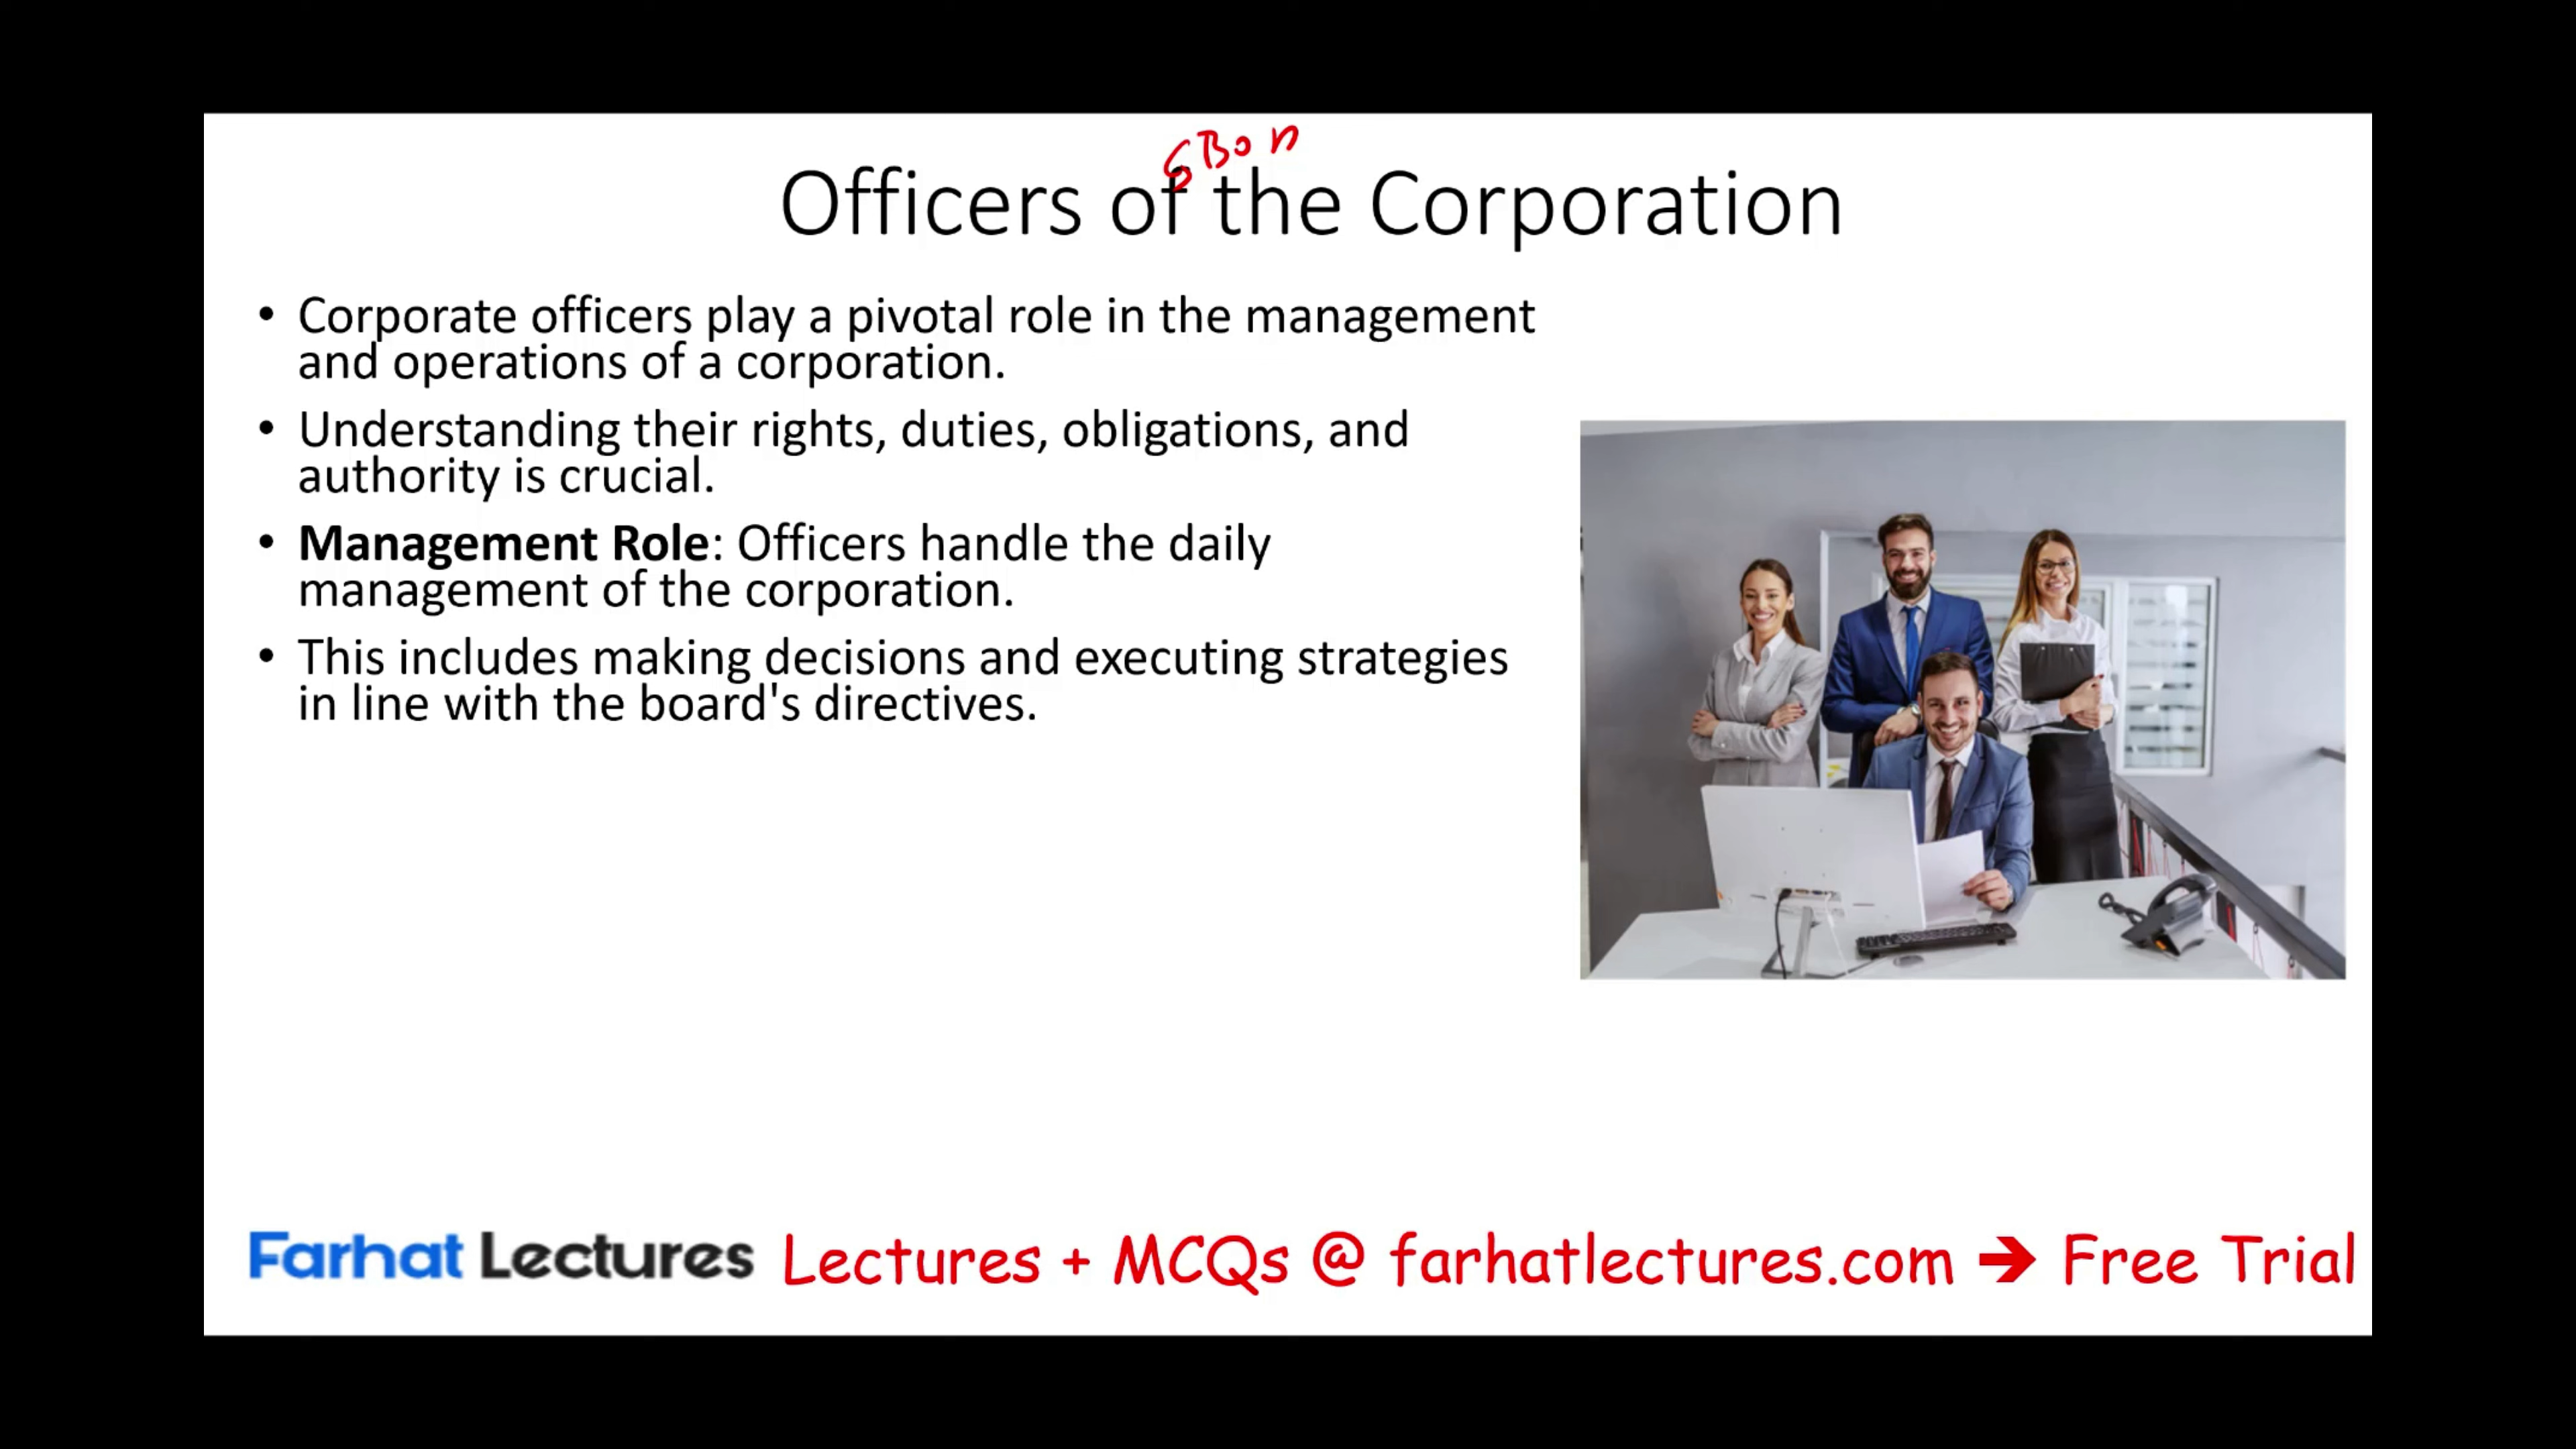 Officers of the Corporation
• Corporate officers play a pivotal role in the management
and operations of a corporation.
• Understanding their rights, duties, obligations, and
authority is crucial.
• Management Role: Officers handle the daily
management of the corporation.
• This includes making decisions and executing strategies
in line with the board's directives.
Farhat Lectures Lectures + MCQs @ farhatlectures.com ➔ Free Trial